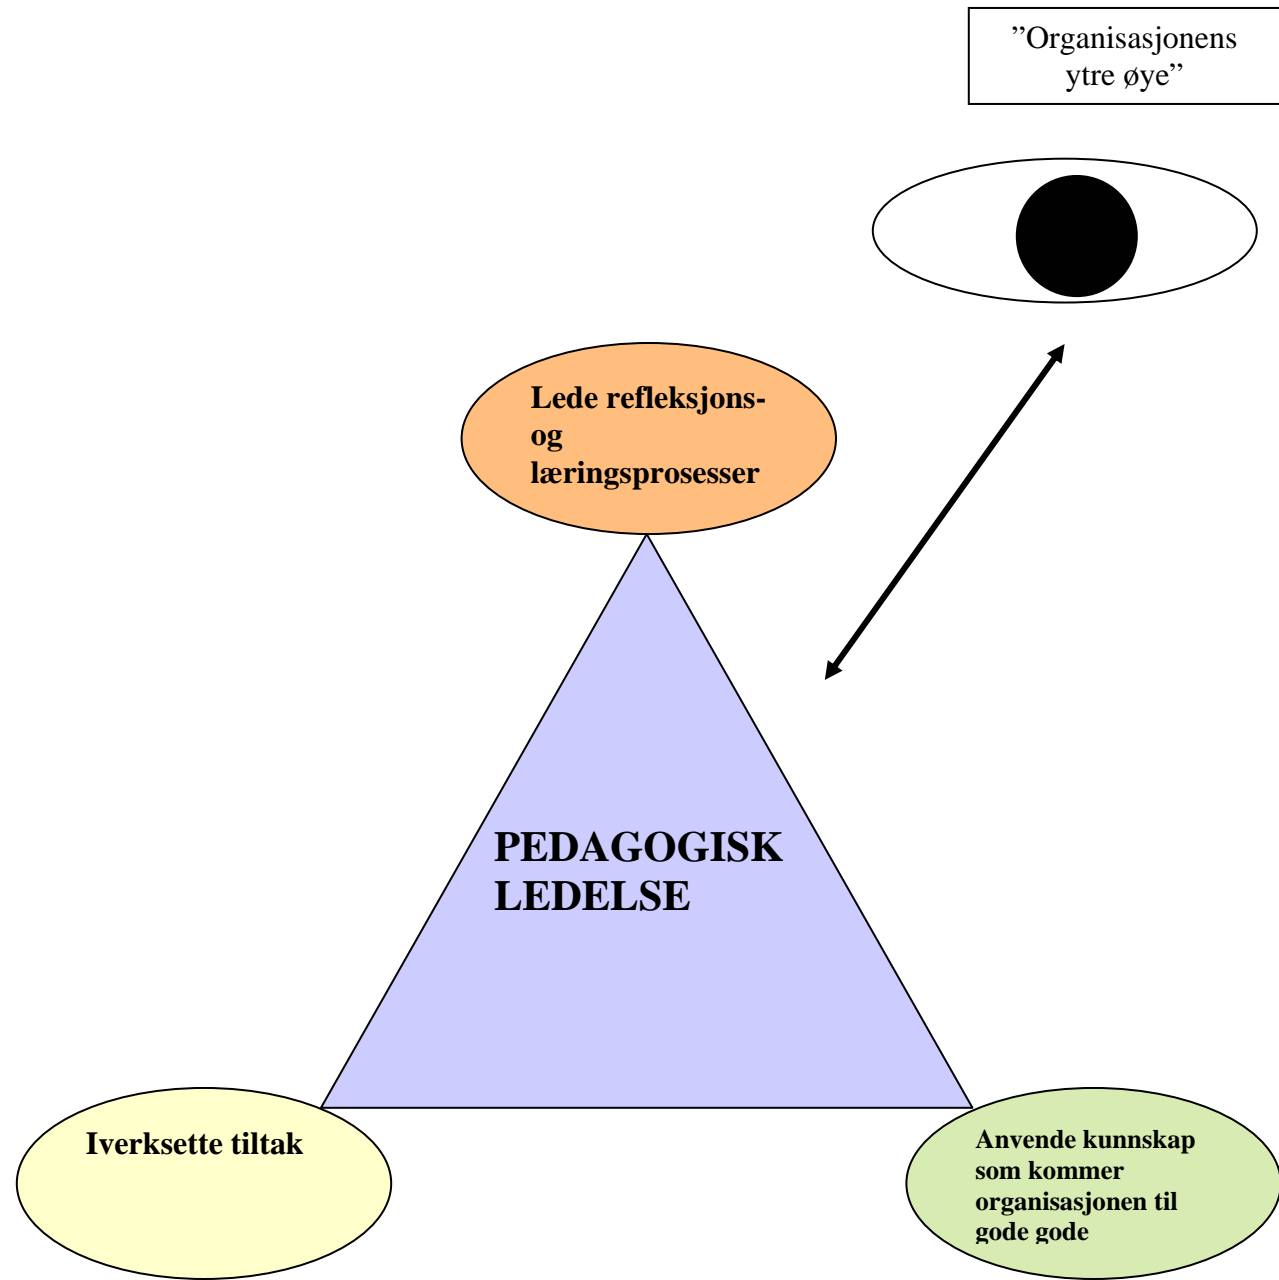 ”Organisasjonens
ytre øye”
Lede refleksjons-
og
læringsprosesser
PEDAGOGISK
LEDELSE
Iverksette tiltak
Anvende kunnskap
som kommer
organisasjonen til
gode gode